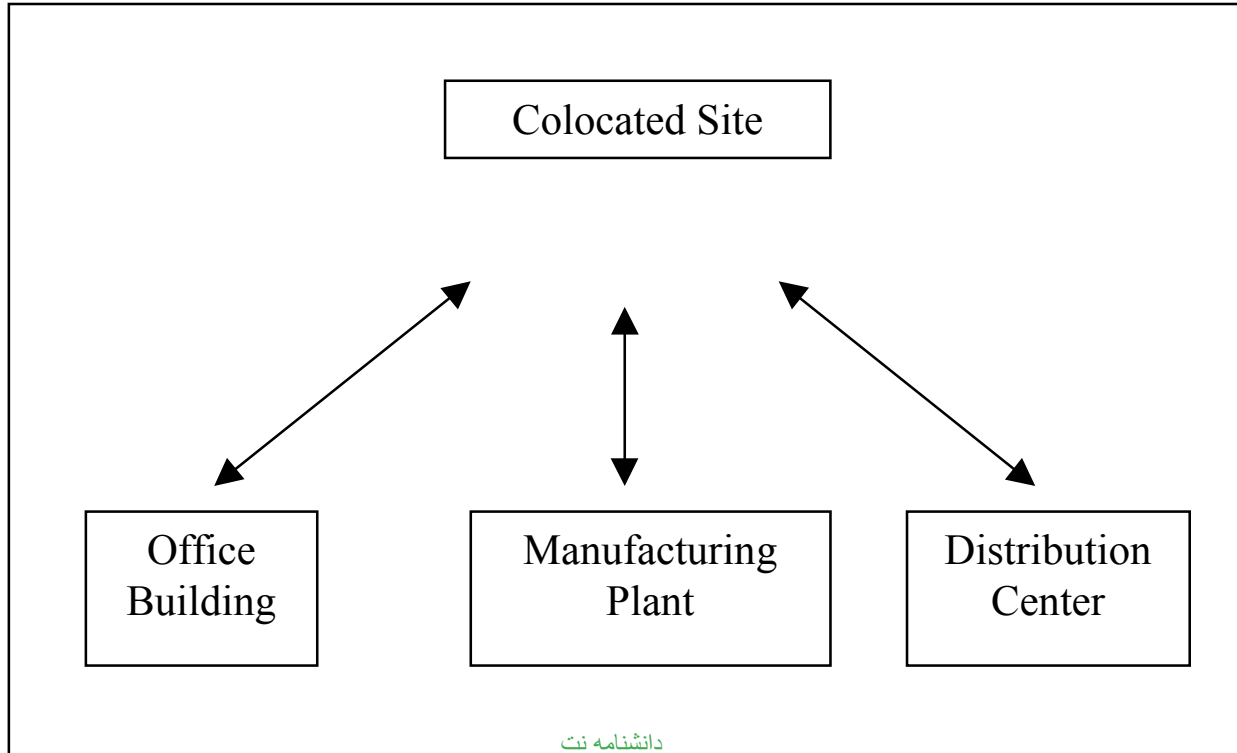 Colocated Site
Office
Building
Manufacturing
Plant
Distribution
Center
دانشنامه نت